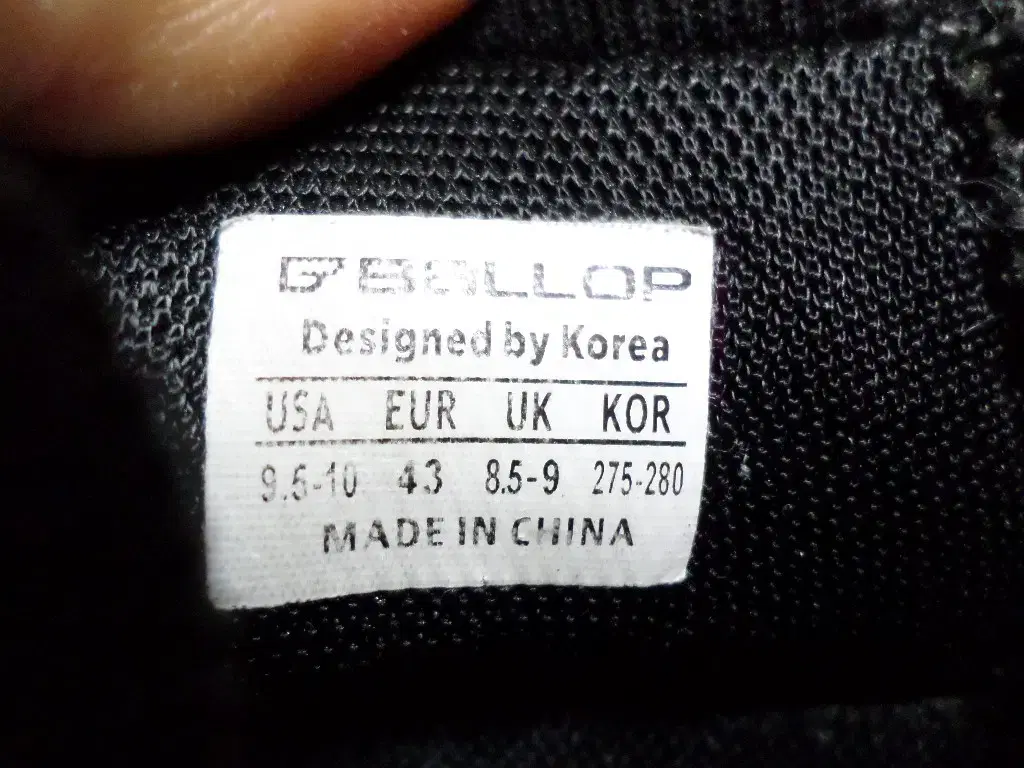 BALLOP
Designed by Korea
USA EUR UK KOR
9.5-10 43 8.5-9 275-280
MADE IN CHINA